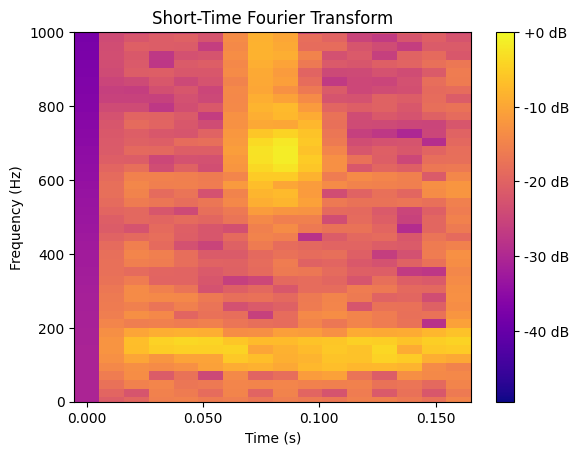 Short-Time Fourier Transform
Frequency (Hz)
1000
800
600
400
200
0
0.000
0.050
0.100
0.150
Time (s)
+0 dB
-10 dB
-20 dB
-30 dB
-40 dB